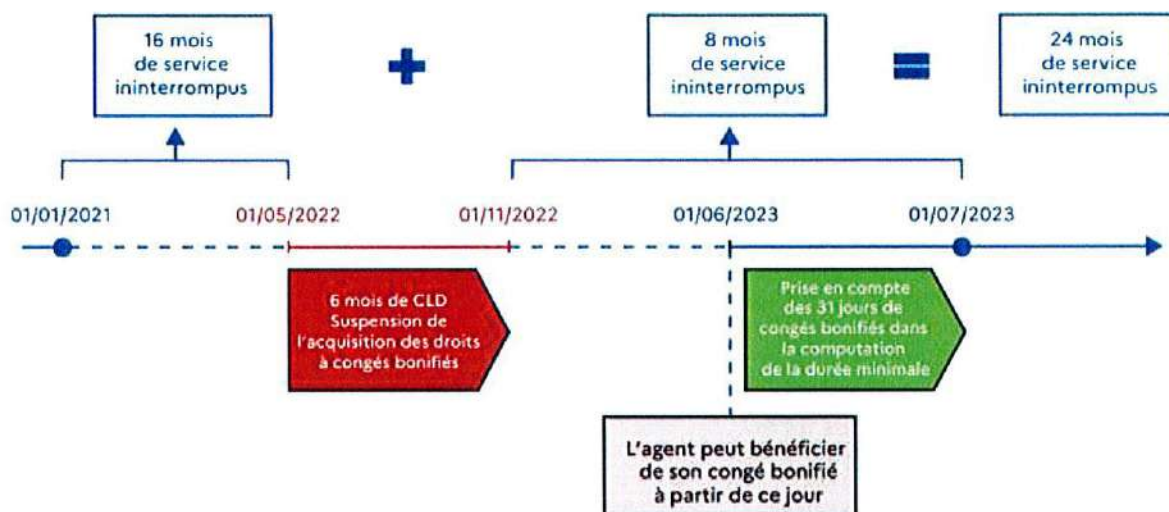 16 mois
de service
ininterrompus
+
8 mois
de service
ininterrompus
=
24 mois
de service
ininterrompus
01/01/2021
01/05/2022
01/11/2022
01/06/2023
01/07/2023
6 mois de CLD
Suspension de
l'acquisition des droits
à congés bonifiés
Prise en compte
des 31 jours de
congés bonifiés dans
la computation
de la durée minimale
L'agent peut bénéficier
de son congé bonifié
à partir de ce jour